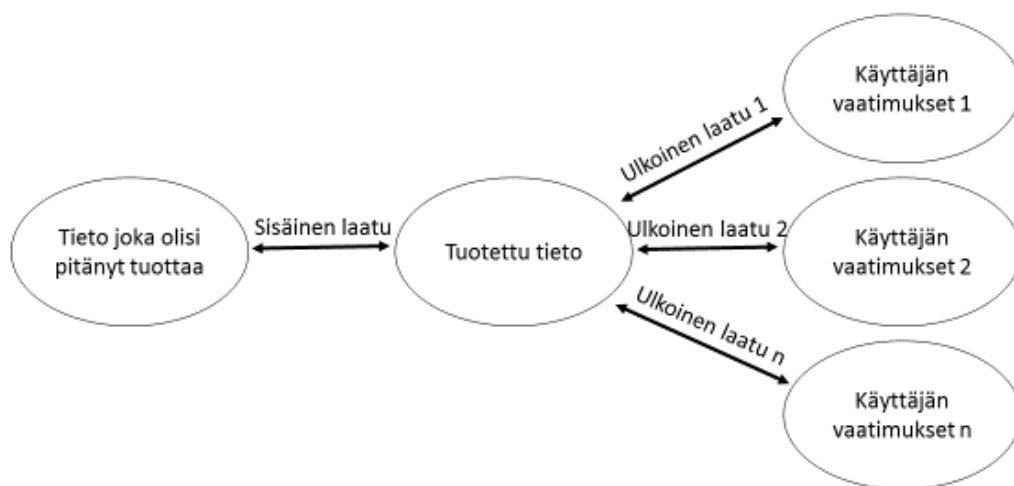 Tieto joka olisi
pitänyt tuottaa
Sisäinen laatu
Tuotettu tieto
Ulkoinen laatu 1
Käyttäjän
vaatimukset 1
Ulkoinen laatu 2
Käyttäjän
vaatimukset 2
Ulkoinen laatu n
Käyttäjän
vaatimukset n